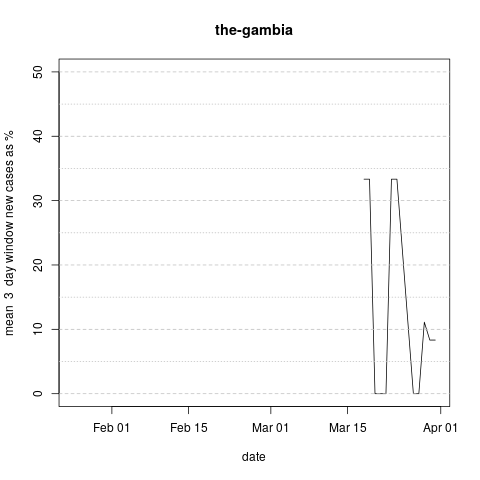 the-gambia
mean  3  day window new cases as %
50
40
30
20
10
0
Feb 01
Feb 15
Mar 01
Mar 15
Apr 01
date